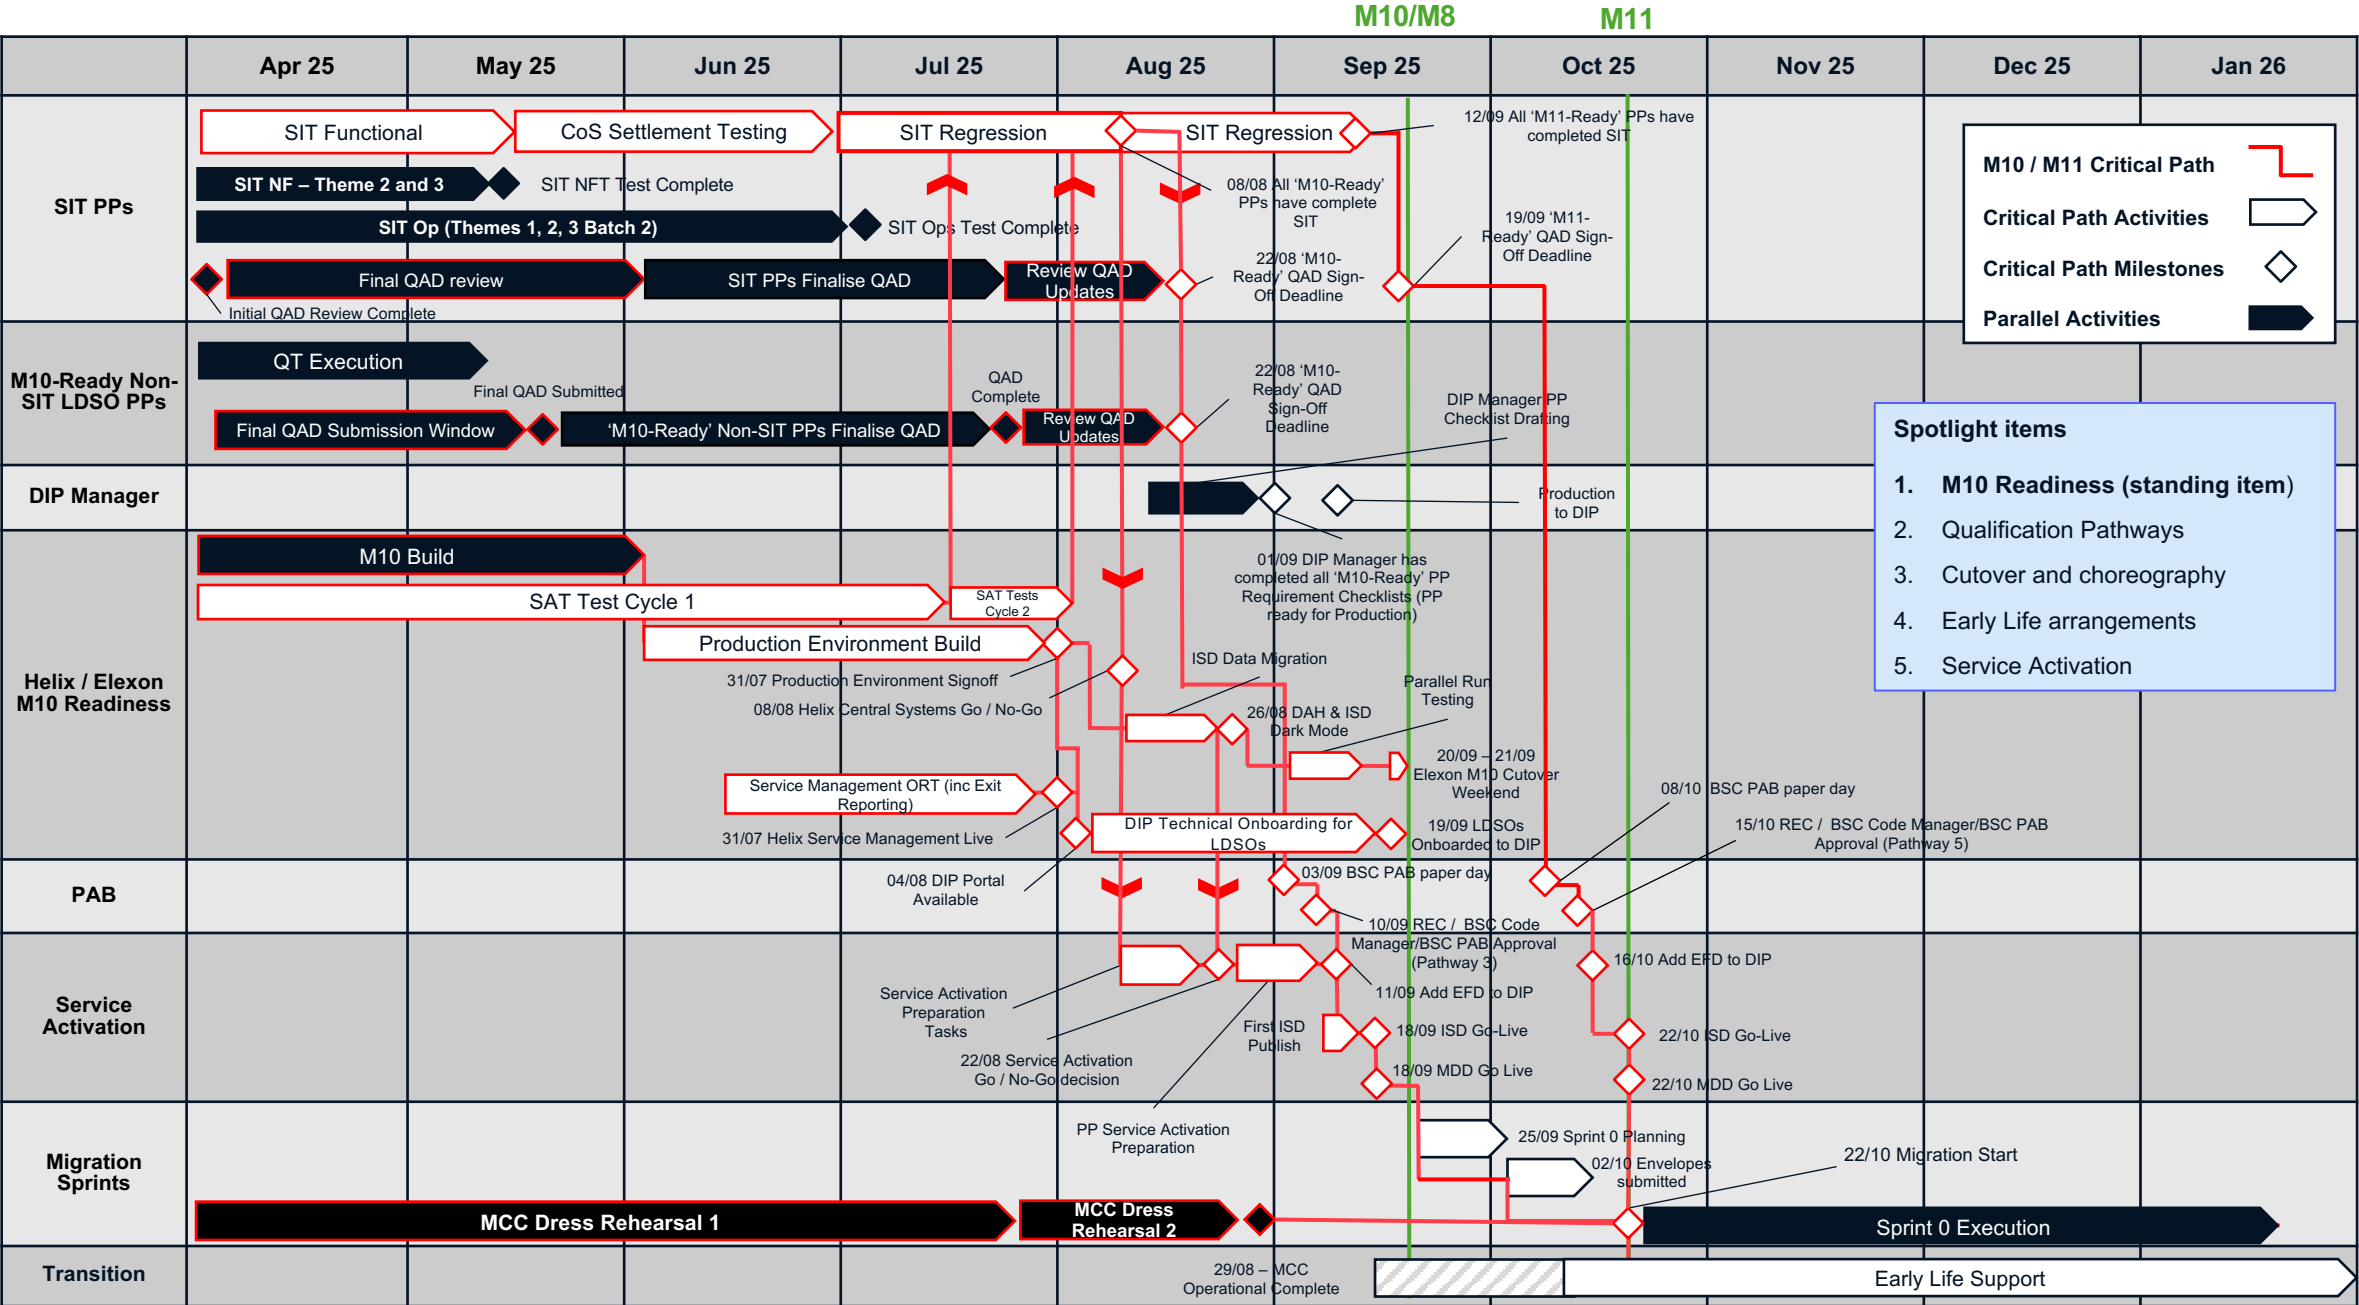 M10/M8
M11
Apr 25
May 25
Jun 25
Jul 25
Aug 25
Sep 25
Oct 25
Nov 25
Dec 25
Jan 26
SIT PPs
SIT Functional
CoS Settlement Testing
SIT Regression
SIT Regression
12/09 All ‘M11-Ready’ PPs have
completed SIT
SIT NF – Theme 2 and 3
SIT NFT Test Complete
08/08 All ‘M10-Ready’
PPs have complete
SIT
SIT Op (Themes 1, 2, 3 Batch 2)
SIT Ops Test Complete
19/09 ‘M11-
Ready’ QAD Sign-
Off Deadline
Final QAD review
SIT PPs Finalise QAD
Review QAD
Updates
22/08 ‘M10-
Ready’ QAD Sign-
Off Deadline
Initial QAD Review Complete
M10 / M11 Critical Path
Critical Path Activities
Critical Path Milestones
Parallel Activities
M10-Ready Non-
SIT LDSO PPs
QT Execution
Final QAD Submitted
QAD
Complete
22/08 ‘M10-
Ready’ QAD
Sign-Off
Deadline
Final QAD Submission Window
‘M10-Ready’ Non-SIT PPs Finalise QAD
Review QAD
Updates
DIP Manager PP
Checklist Drafting
Spotlight items
1. M10 Readiness (standing item)
2. Qualification Pathways
3. Cutover and choreography
4. Early Life arrangements
5. Service Activation
DIP Manager
Production
to DIP
01/09 DIP Manager has
completed all ‘M10-Ready’ PP
Requirement Checklists (PP
ready for Production)
Helix / Elexon
M10 Readiness
M10 Build
SAT Test Cycle 1
SAT Tests
Cycle 2
Production Environment Build
31/07 Production Environment Signoff
08/08 Helix Central Systems Go / No-Go
ISD Data Migration
Parallel Run
Testing
26/08 DAH & ISD
Dark Mode
20/09 – 21/09
Elexon M10 Cutover
Weekend
Service Management ORT (inc Exit
Reporting)
31/07 Helix Service Management Live
DIP Technical Onboarding for
LDSOs
19/09 LDSOs
Onboarded to DIP
04/08 DIP Portal
Available
08/10 BSC PAB paper day
15/10 REC / BSC Code Manager/BSC PAB
Approval (Pathway 5)
PAB
03/09 BSC PAB paper day
10/09 REC / BSC Code
Manager/BSC PAB Approval
(Pathway 3)
Service
Activation
Service Activation
Preparation
Tasks
11/09 Add EFD to DIP
16/10 Add EFD to DIP
22/08 Service Activation
Go / No-Go decision
First ISD
Publish
18/09 ISD Go-Live
18/09 MDD Go Live
22/10 ISD Go-Live
22/10 MDD Go Live
Migration
Sprints
PP Service Activation
Preparation
25/09 Sprint 0 Planning
02/10 Envelopes
submitted
22/10 Migration Start
MCC Dress Rehearsal 1
MCC Dress
Rehearsal 2
Sprint 0 Execution
Transition
29/08 – MCC
Operational Complete
Early Life Support